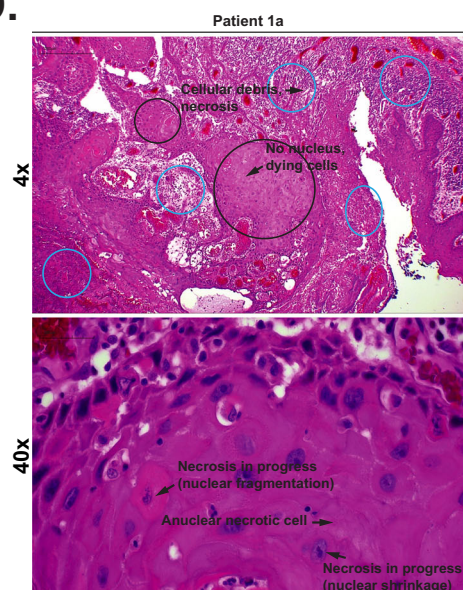 Patient 1a
4x
Cellular debris,
necrosis
No nucleus,
dying cells
40x
Necrosis in progress
(nuclear fragmentation)
Anuclear necrotic cell
Necrosis in progress
(nuclear shrinkage)